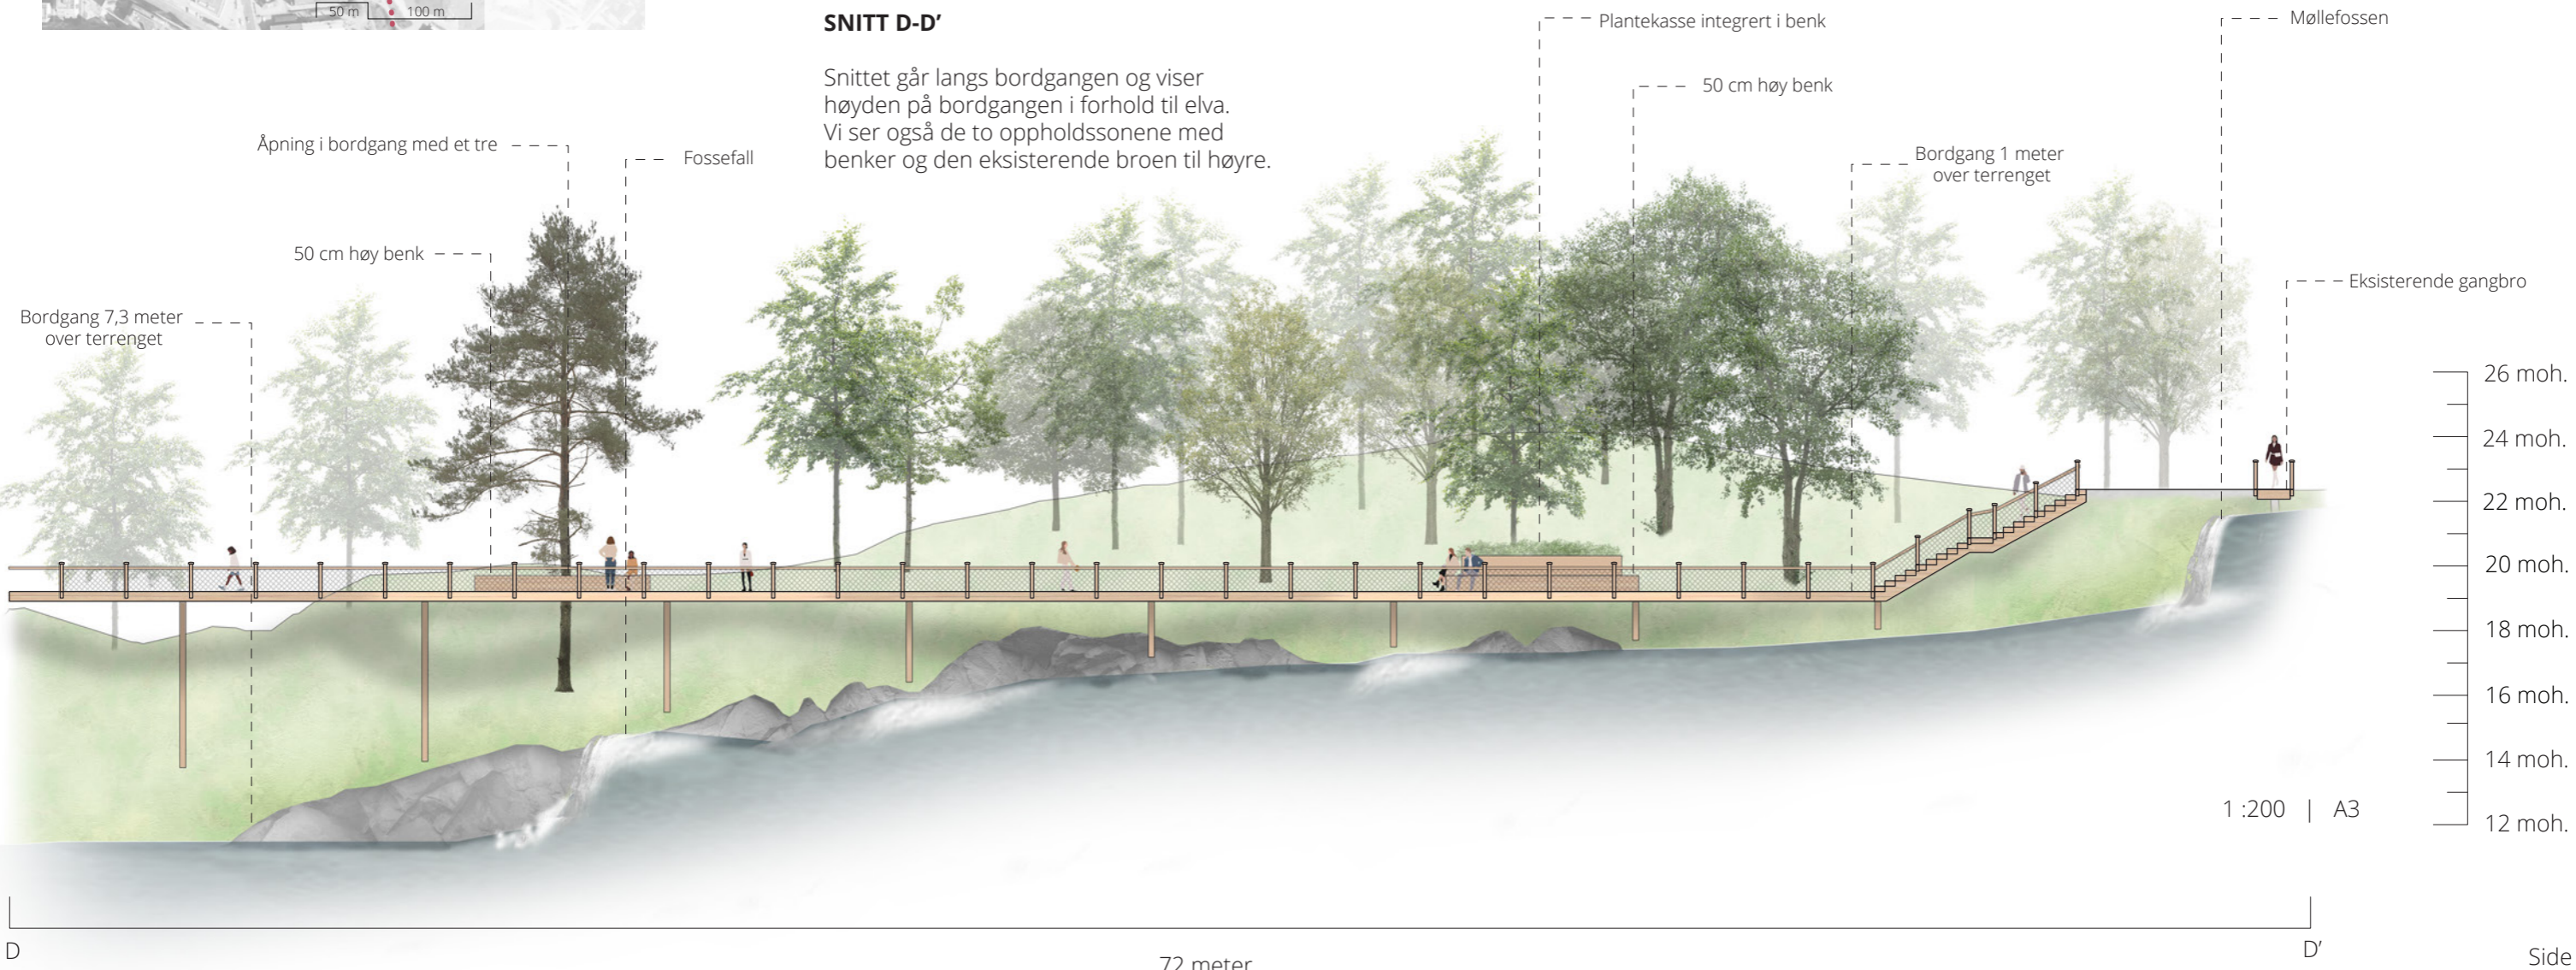 50 m
100 m
SNITT D-D’
Snittet går langs bordgangen og viser
høyden på bordgangen i forhold til elva.
Vi ser også de to oppholdssonene med
benker og den eksisterende broen til høyre.
Plantekasse integrert i benk
Møllefossen
50 cm høy benk
Åpning i bordgang med et tre
Fossefall
Bordgang 1 meter
over terrenget
50 cm høy benk
Eksisterende gangbro
Bordgang 7,3 meter
over terrenget
26 moh.
24 moh.
22 moh.
20 moh.
18 moh.
16 moh.
14 moh.
12 moh.
1 :200 | A3
D
D’
72 meter
Side